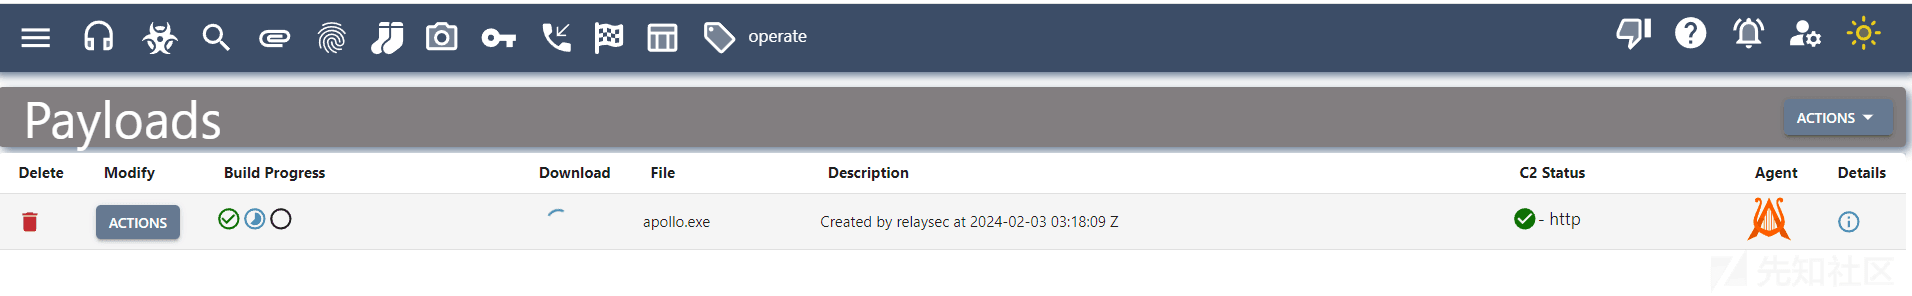 operate
Payloads
ACTIONS
Delete Modify Build Progress Download File Description C2 Status Agent Details
ACTIONS apollo.exe Created by relaysec at 2024-02-03 03:18:09 Z - http
先知社区